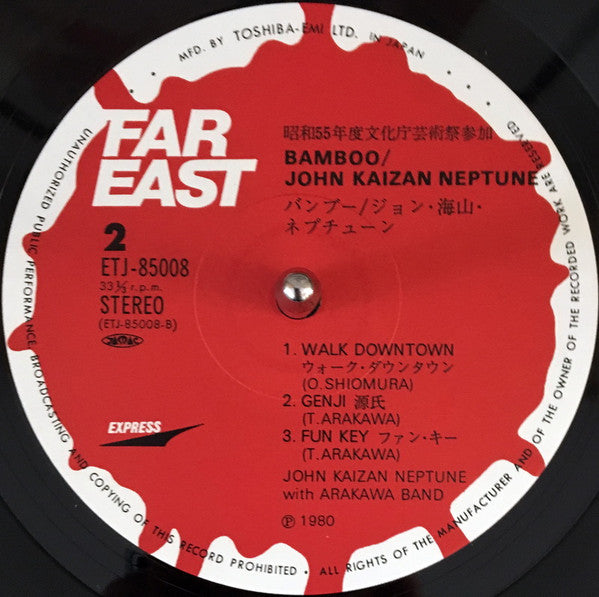 • MFD. BY TOSHIBA-EMI LTD. IN JAPAN •
FAR
EAST
昭和55年度文化庁芸術祭参加
BAMBOO/
JOHN KAIZAN NEPTUNE
バンブー/ジョン・海山・
ネプチューン
2
ETJ-85008
33⅓ r.p.m.
STEREO
(ETJ-85008-B)
EXPRESS
1. WALK DOWNTOWN
ウォーク・ダウンタウン
(O. SHIOMURA)
2. GENJI 源氏
(T. ARAKAWA)
3. FUN KEY ファン・キー
(T. ARAKAWA)
JOHN KAIZAN NEPTUNE
with ARAKAWA BAND
℗ 1980
UNAUTHORIZED PUBLIC PERFORMANCE, BROADCASTING AND COPYING OF THIS RECORD PROHIBITED • ALL RIGHTS OF THE MANUFACTURER AND OF THE OWNER OF THE RECORDED WORK ARE RESERVED